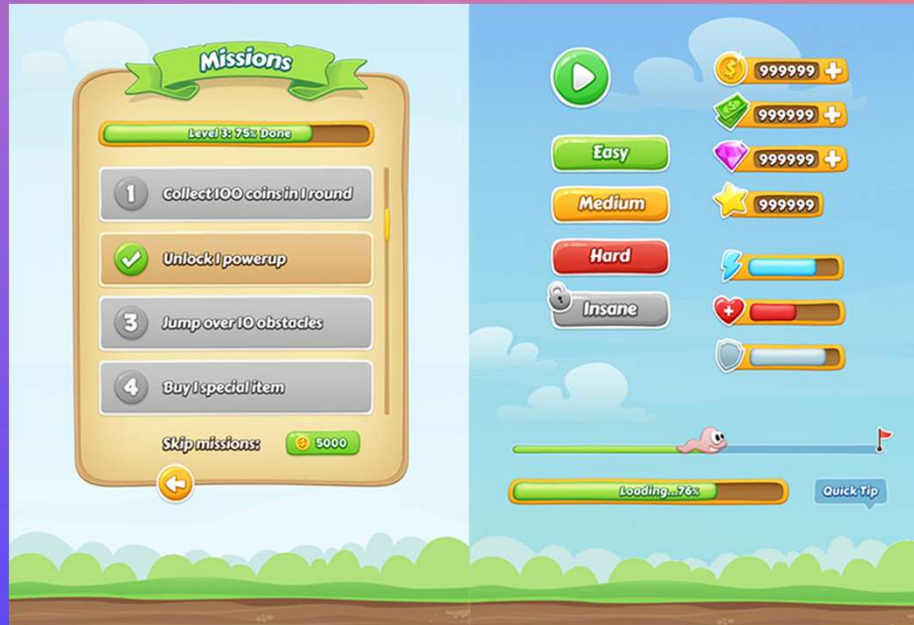 Missions
Level 3: 75% Done
1 Collect 100 coins in 1 round
Unlock 1 powerup
3 Jump over 10 obstacles
4 Buy 1 special item
Skip missions: 5000
999999
999999
Easy
999999
Medium
999999
Hard
Insane
Loading...76%
Quick Tip